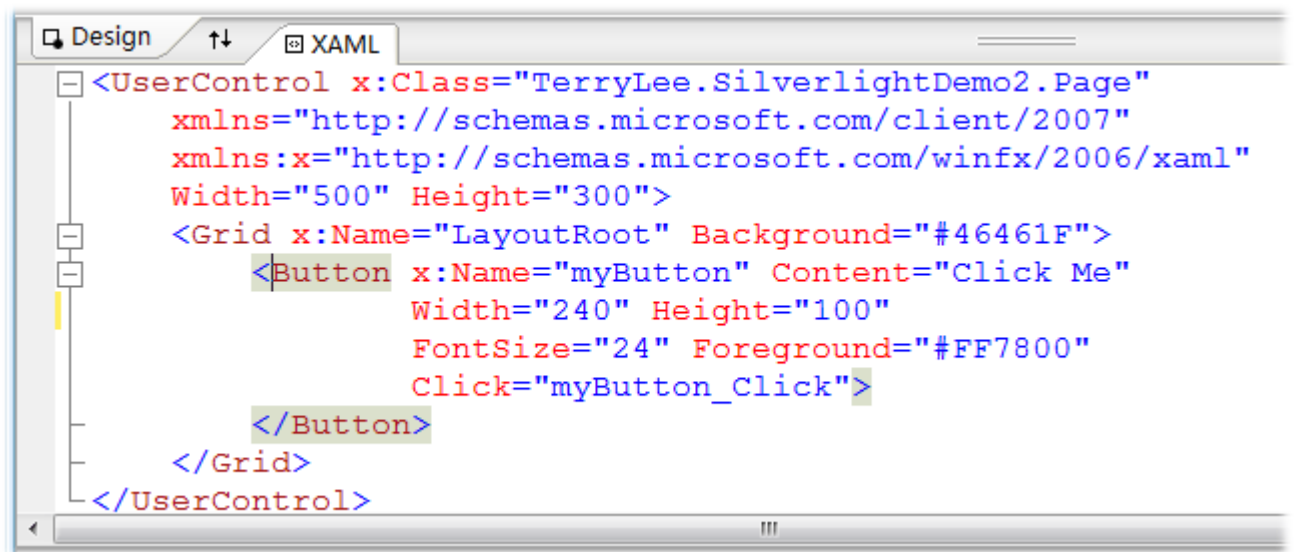 Design XAML
<UserControl x:Class="TerryLee.SilverlightDemo2.Page"
xmlns="http://schemas.microsoft.com/client/2007"
xmlns:x="http://schemas.microsoft.com/winfx/2006/xaml"
Width="500" Height="300">
<Grid x:Name="LayoutRoot" Background="#46461F">
<Button x:Name="myButton" Content="Click Me"
Width="240" Height="100"
FontSize="24" Foreground="#FF7800"
Click="myButton_Click">
</Button>
</Grid>
</UserControl>